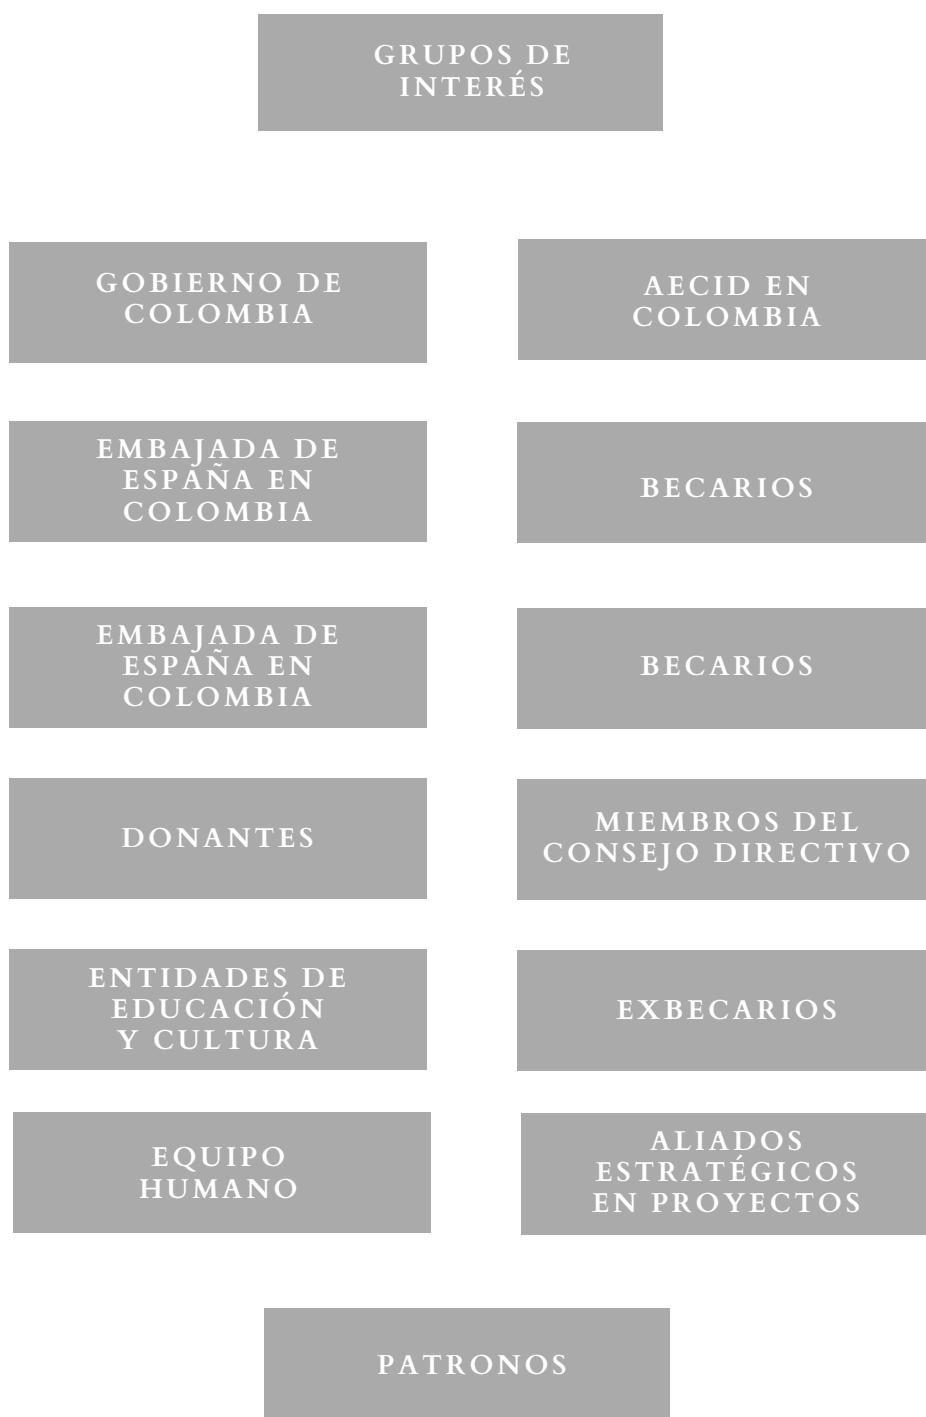 GRUPOS DE
INTERÉS
GOBIERNO DE
COLOMBIA
AECID EN
COLOMBIA
EMBAJADA DE
ESPAÑA EN
COLOMBIA
BECARIOS
EMBAJADA DE
ESPAÑA EN
COLOMBIA
BECARIOS
DONANTES
MIEMBROS DEL
CONSEJO DIRECTIVO
ENTIDADES DE
EDUCACIÓN
Y CULTURA
EXBECARIOS
EQUIPO
HUMANO
ALIADOS
ESTRATÉGICOS
EN PROYECTOS
PATRONOS